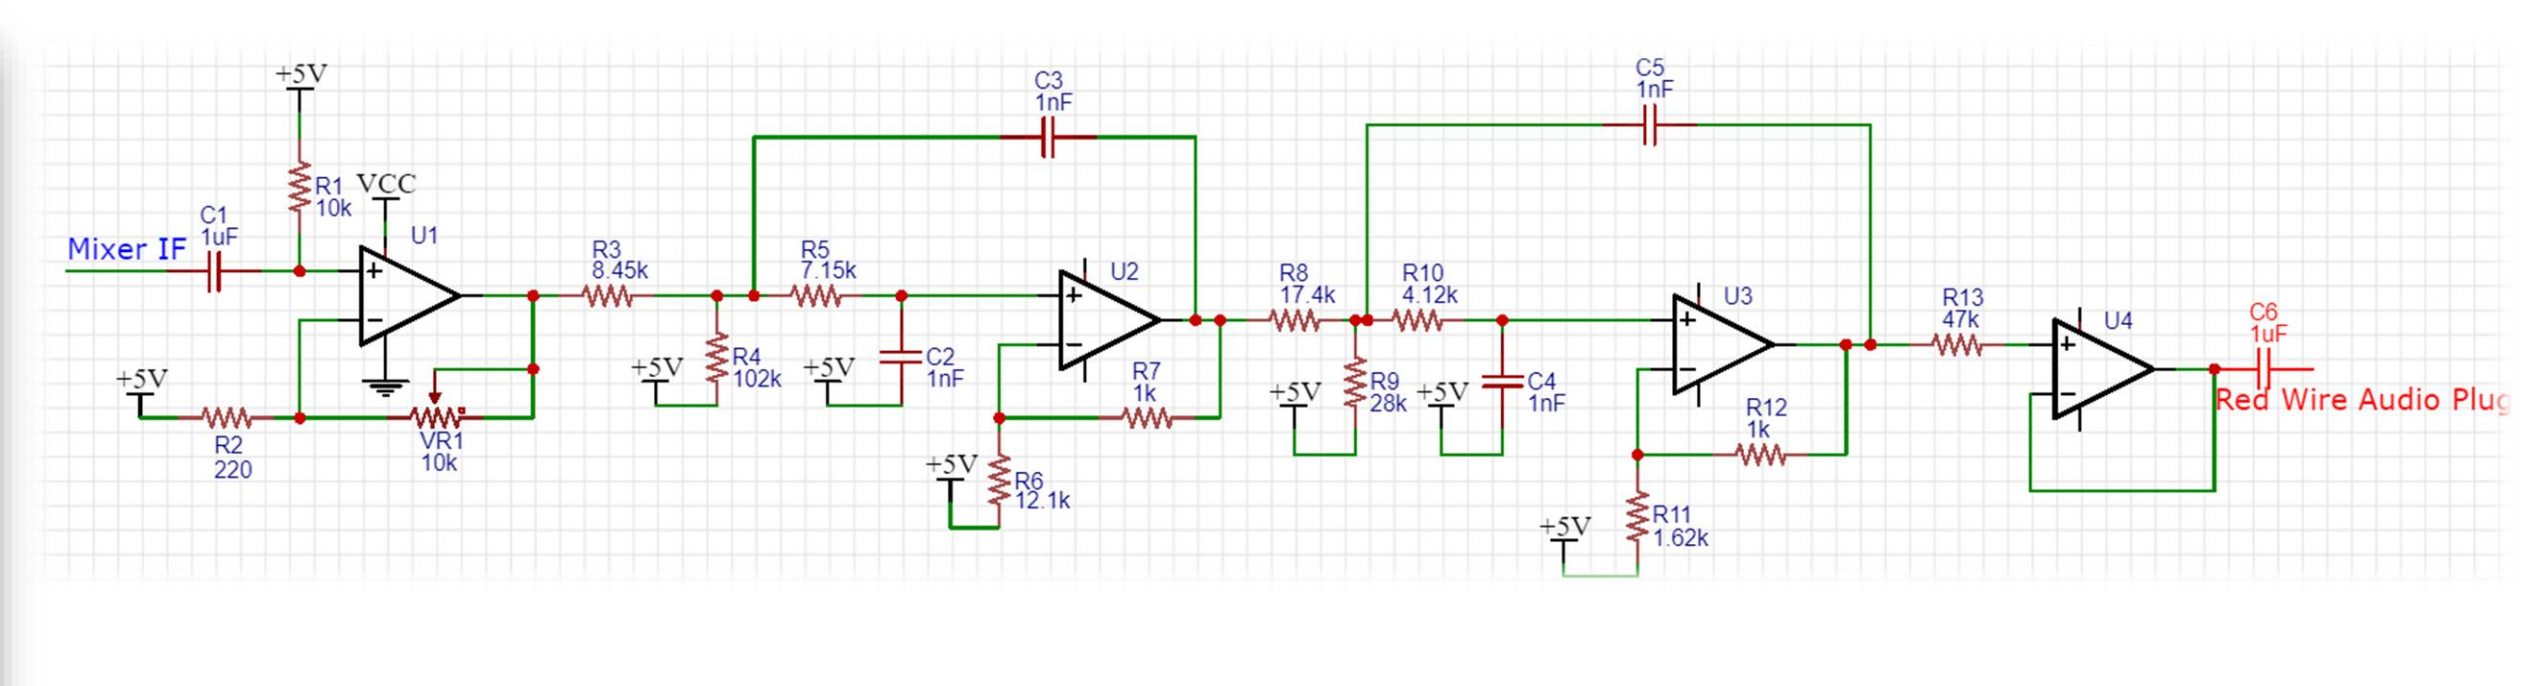 +5V
R1
10k
VCC
C1
1uF
Mixer IF
U1
+
−
+5V
R2
220
VR1
10k
R3
8.45k
+5V
R4
102k
C3
1nF
R5
7.15k
+5V
C2
1nF
U2
+
−
R7
1k
+5V
R6
12.1k
R8
17.4k
+5V
R9
28k
C5
1nF
R10
4.12k
+5V
C4
1nF
U3
+
−
R12
1k
+5V
R11
1.62k
R13
47k
U4
+
−
C6
1uF
Red Wire Audio Plug